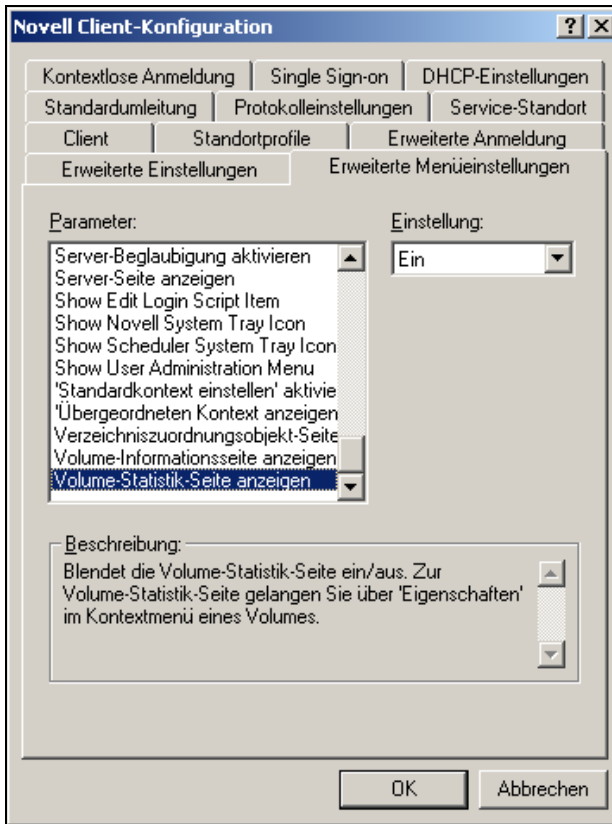 Novell Client-Konfiguration
Kontextlose Anmeldung Single Sign-on DHCP-Einstellungen
Standardumleitung Protokolleinstellungen Service-Standort
Client Standortprofile Erweiterte Anmeldung
Erweiterte Einstellungen Erweiterte Menüeinstellungen
Parameter: Einstellung:
Server-Beglaubigung aktivieren Ein
Server-Seite anzeigen
Show Edit Login Script Item
Show Novell System Tray Icon
Show Scheduler System Tray Icon
Show User Administration Menu
'Standardkontext einstellen' aktivie
'Übergeordneten Kontext anzeigen
Verzeichniszuordnungsobjekt-Seite
Volume-Informationsseite anzeigen
Volume-Statistik-Seite anzeigen
Beschreibung:
Blendet die Volume-Statistik-Seite ein/aus. Zur
Volume-Statistik-Seite gelangen Sie über 'Eigenschaften'
im Kontextmenü eines Volumes.
OK Abbrechen